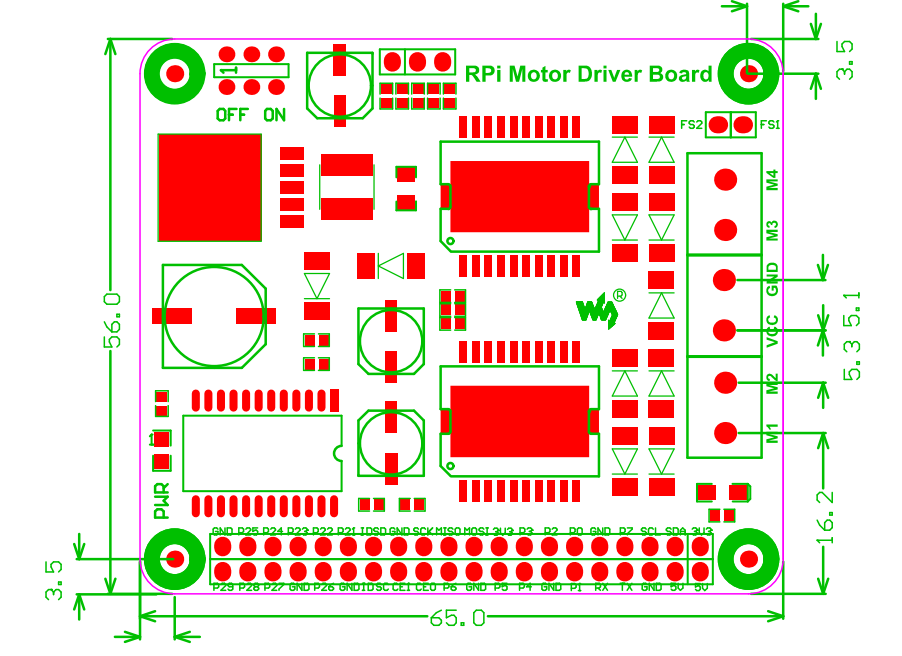 3.5
1
OFF ON
RPi Motor Driver Board
FS2 FS1
M4
M3
GND
VCC
M2
M1
®
5.1
5.3
56.0
1
PWR
16.2
GND P25 P24 P23 P22 P21 IDSD GND SCK MISO MOSI 3V3 P3 P2 P0 GND P7 SCL SDA 3V3
P29 P28 P27 GND P26 GND IDSC CE1 CE0 P6 GND P5 P4 GND P1 RX TX GND 5V 5V
3.5
65.0